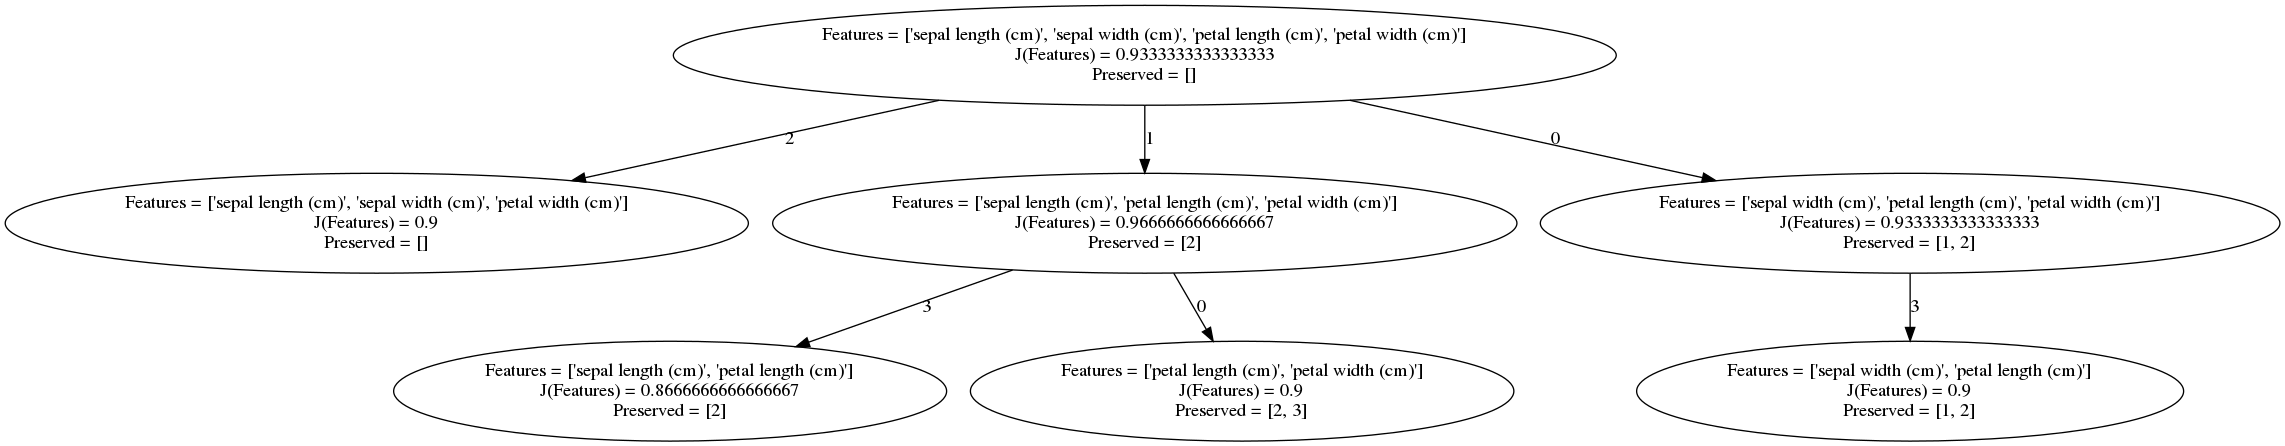 Features = ['sepal length (cm)', 'sepal width (cm)', 'petal length (cm)', 'petal width (cm)']
J(Features) = 0.9333333333333333
Preserved = []
2
1
0
Features = ['sepal length (cm)', 'sepal width (cm)', 'petal width (cm)']
J(Features) = 0.9
Preserved = []
Features = ['sepal length (cm)', 'petal length (cm)', 'petal width (cm)']
J(Features) = 0.9666666666666667
Preserved = [2]
Features = ['sepal width (cm)', 'petal length (cm)', 'petal width (cm)']
J(Features) = 0.9333333333333333
Preserved = [1, 2]
3
0
3
Features = ['sepal length (cm)', 'petal length (cm)']
J(Features) = 0.8666666666666667
Preserved = [2]
Features = ['petal length (cm)', 'petal width (cm)']
J(Features) = 0.9
Preserved = [2, 3]
Features = ['sepal width (cm)', 'petal length (cm)']
J(Features) = 0.9
Preserved = [1, 2]